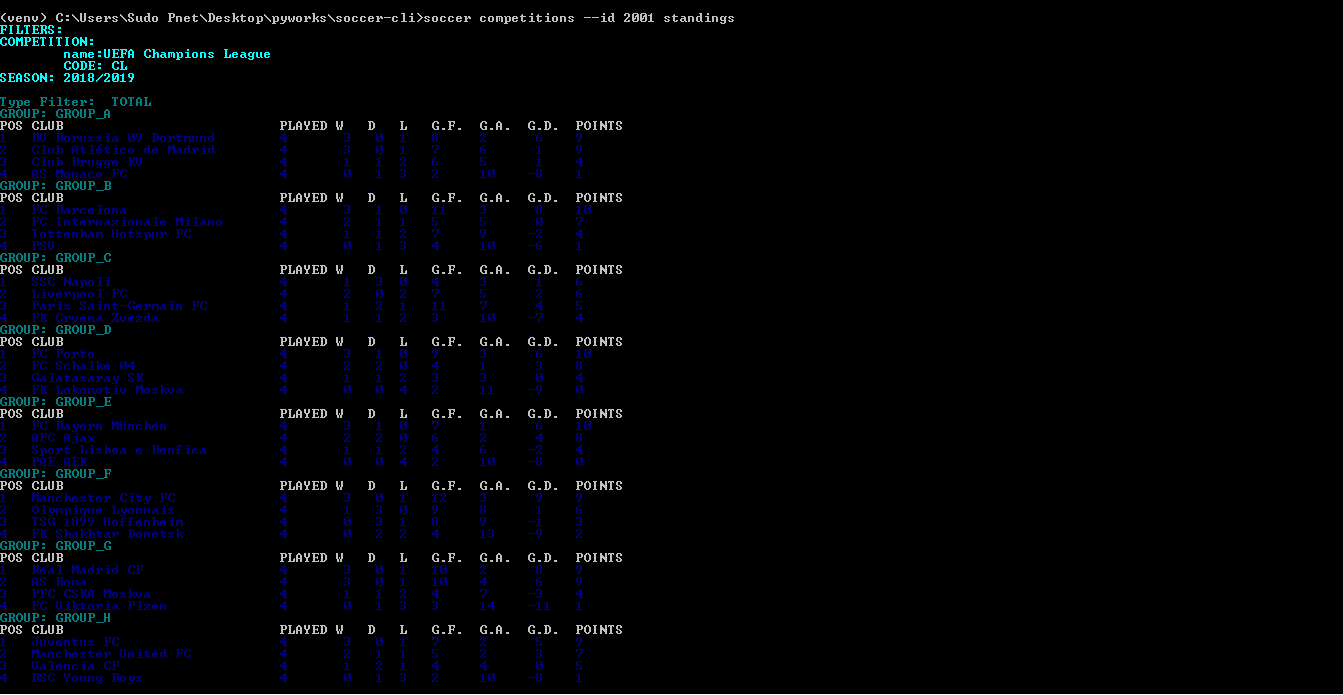 (venv) C:\Users\Sudo Pnet\Desktop\pyworks\soccer-cli>soccer competitions --id 2001 standings
FILTERS:
COMPETITION:
name:UEFA Champions League
CODE: CL
SEASON: 2018/2019
Type Filter: TOTAL
GROUP: GROUP_A
POS CLUB PLAYED W D L G.F. G.A. G.D. POINTS
1 BV Borussia 09 Dortmund 4 3 0 1 8 2 6 9
2 Club Atlético de Madrid 4 3 0 1 7 6 1 9
3 Club Brugge KV 4 1 1 2 6 5 1 4
4 AS Monaco FC 4 0 1 3 2 10 -8 1
GROUP: GROUP_B
POS CLUB PLAYED W D L G.F. G.A. G.D. POINTS
1 FC Barcelona 4 3 1 0 11 3 8 10
2 FC Internazionale Milano 4 2 1 1 5 5 0 7
3 Tottenham Hotspur FC 4 1 1 2 7 9 -2 4
4 PSV 4 0 1 3 4 10 -6 1
GROUP: GROUP_C
POS CLUB PLAYED W D L G.F. G.A. G.D. POINTS
1 SSC Napoli 4 1 3 0 4 3 1 6
2 Liverpool FC 4 2 0 2 7 5 2 6
3 Paris Saint-Germain FC 4 1 2 1 11 7 4 5
4 FK Crvena Zvezda 4 1 1 2 3 10 -7 4
GROUP: GROUP_D
POS CLUB PLAYED W D L G.F. G.A. G.D. POINTS
1 FC Porto 4 3 1 0 9 3 6 10
2 FC Schalke 04 4 2 2 0 4 1 3 8
3 Galatasaray SK 4 1 1 2 3 3 0 4
4 FK Lokomotiv Moskva 4 0 0 4 2 11 -9 0
GROUP: GROUP_E
POS CLUB PLAYED W D L G.F. G.A. G.D. POINTS
1 FC Bayern München 4 3 1 0 7 1 6 10
2 AFC Ajax 4 2 2 0 6 2 4 8
3 Sport Lisboa e Benfica 4 1 1 2 4 6 -2 4
4 PAE AEK 4 0 0 4 2 10 -8 0
GROUP: GROUP_F
POS CLUB PLAYED W D L G.F. G.A. G.D. POINTS
1 Manchester City FC 4 3 0 1 12 3 9 9
2 Olympique Lyonnais 4 1 3 0 9 8 1 6
3 TSG 1899 Hoffenheim 4 0 3 1 8 9 -1 3
4 FK Shakhtar Donetsk 4 0 2 2 4 13 -9 2
GROUP: GROUP_G
POS CLUB PLAYED W D L G.F. G.A. G.D. POINTS
1 Real Madrid CF 4 3 0 1 10 2 8 9
2 AS Roma 4 3 0 1 10 4 6 9
3 PFC CSKA Moskva 4 1 1 2 4 7 -3 4
4 FC Viktoria Plzen 4 0 1 3 3 14 -11 1
GROUP: GROUP_H
POS CLUB PLAYED W D L G.F. G.A. G.D. POINTS
1 Juventus FC 4 3 0 1 7 2 5 9
2 Manchester United FC 4 2 1 1 5 2 3 7
3 Valencia CF 4 1 2 1 4 4 0 5
4 BSC Young Boys 4 0 1 3 2 10 -8 1